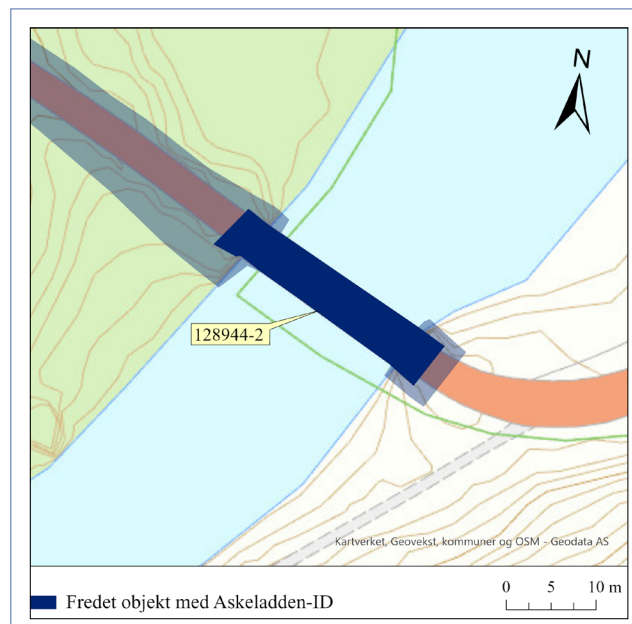 N
128944-2
Kartverket, Geovekst, kommuner og OSM - Geodata AS
Fredet objekt med Askeladden-ID
0 5 10 m